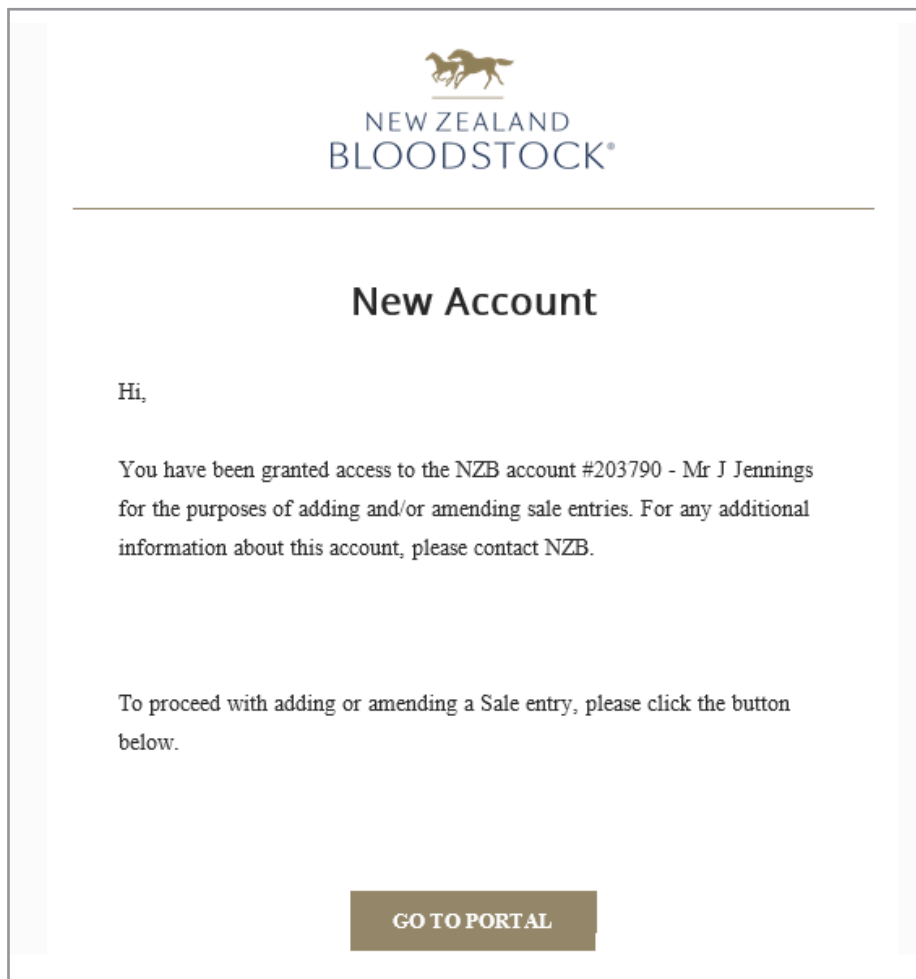 NEW ZEALAND
BLOODSTOCK®
New Account
Hi,
You have been granted access to the NZB account #203790 - Mr J Jennings
for the purposes of adding and/or amending sale entries. For any additional
information about this account, please contact NZB.
To proceed with adding or amending a Sale entry, please click the button
below.
GO TO PORTAL